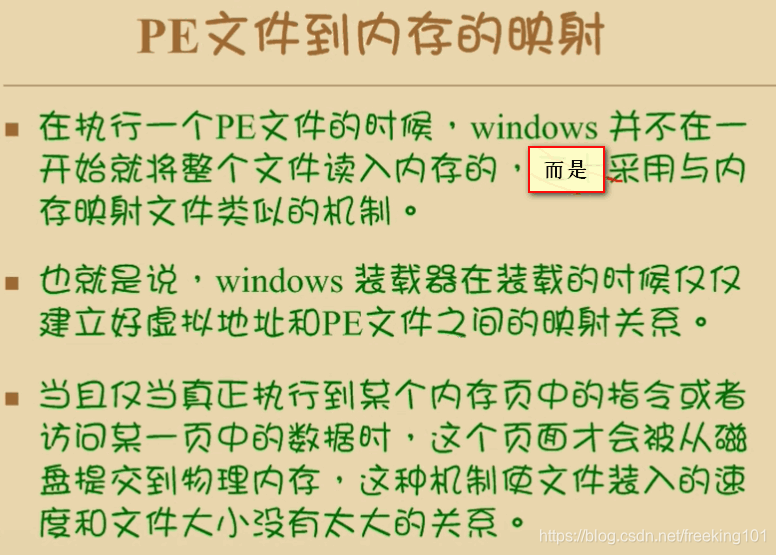 PE文件到内存的映射
■ 在执行一个PE文件的时候，windows 并不在一
开始就将整个文件读入内存的，而是采用与内
存映射文件类似的机制。
■ 也就是说，windows 装载器在装载的时候仅仅
建立好虚拟地址和PE文件之间的映射关系。
■ 当且仅当真正执行到某个内存页中的指令或者
访问某一页中的数据时，这个页面才会被从磁
盘提交到物理内存，这种机制使文件装入的速
度和文件大小没有太大的关系。
https://blog.csdn.net/freeking101